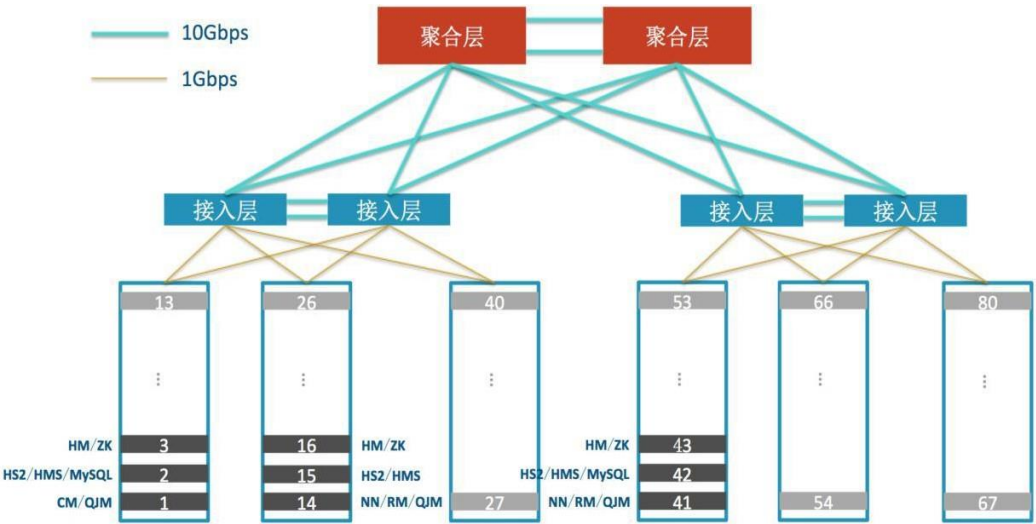 10Gbps
1Gbps
聚合层 聚合层
接入层 接入层 接入层 接入层
13 26 40 53 66 80
⋮ ⋮ ⋮ ⋮ ⋮ ⋮
HM/ZK 3 16 HM/ZK HM/ZK 43
HS2/HMS/MySQL 2 15 HS2/HMS HS2/HMS/MySQL 42
CM/QJM 1 14 NN/RM/QJM 27 NN/RM/QJM 41 54 67